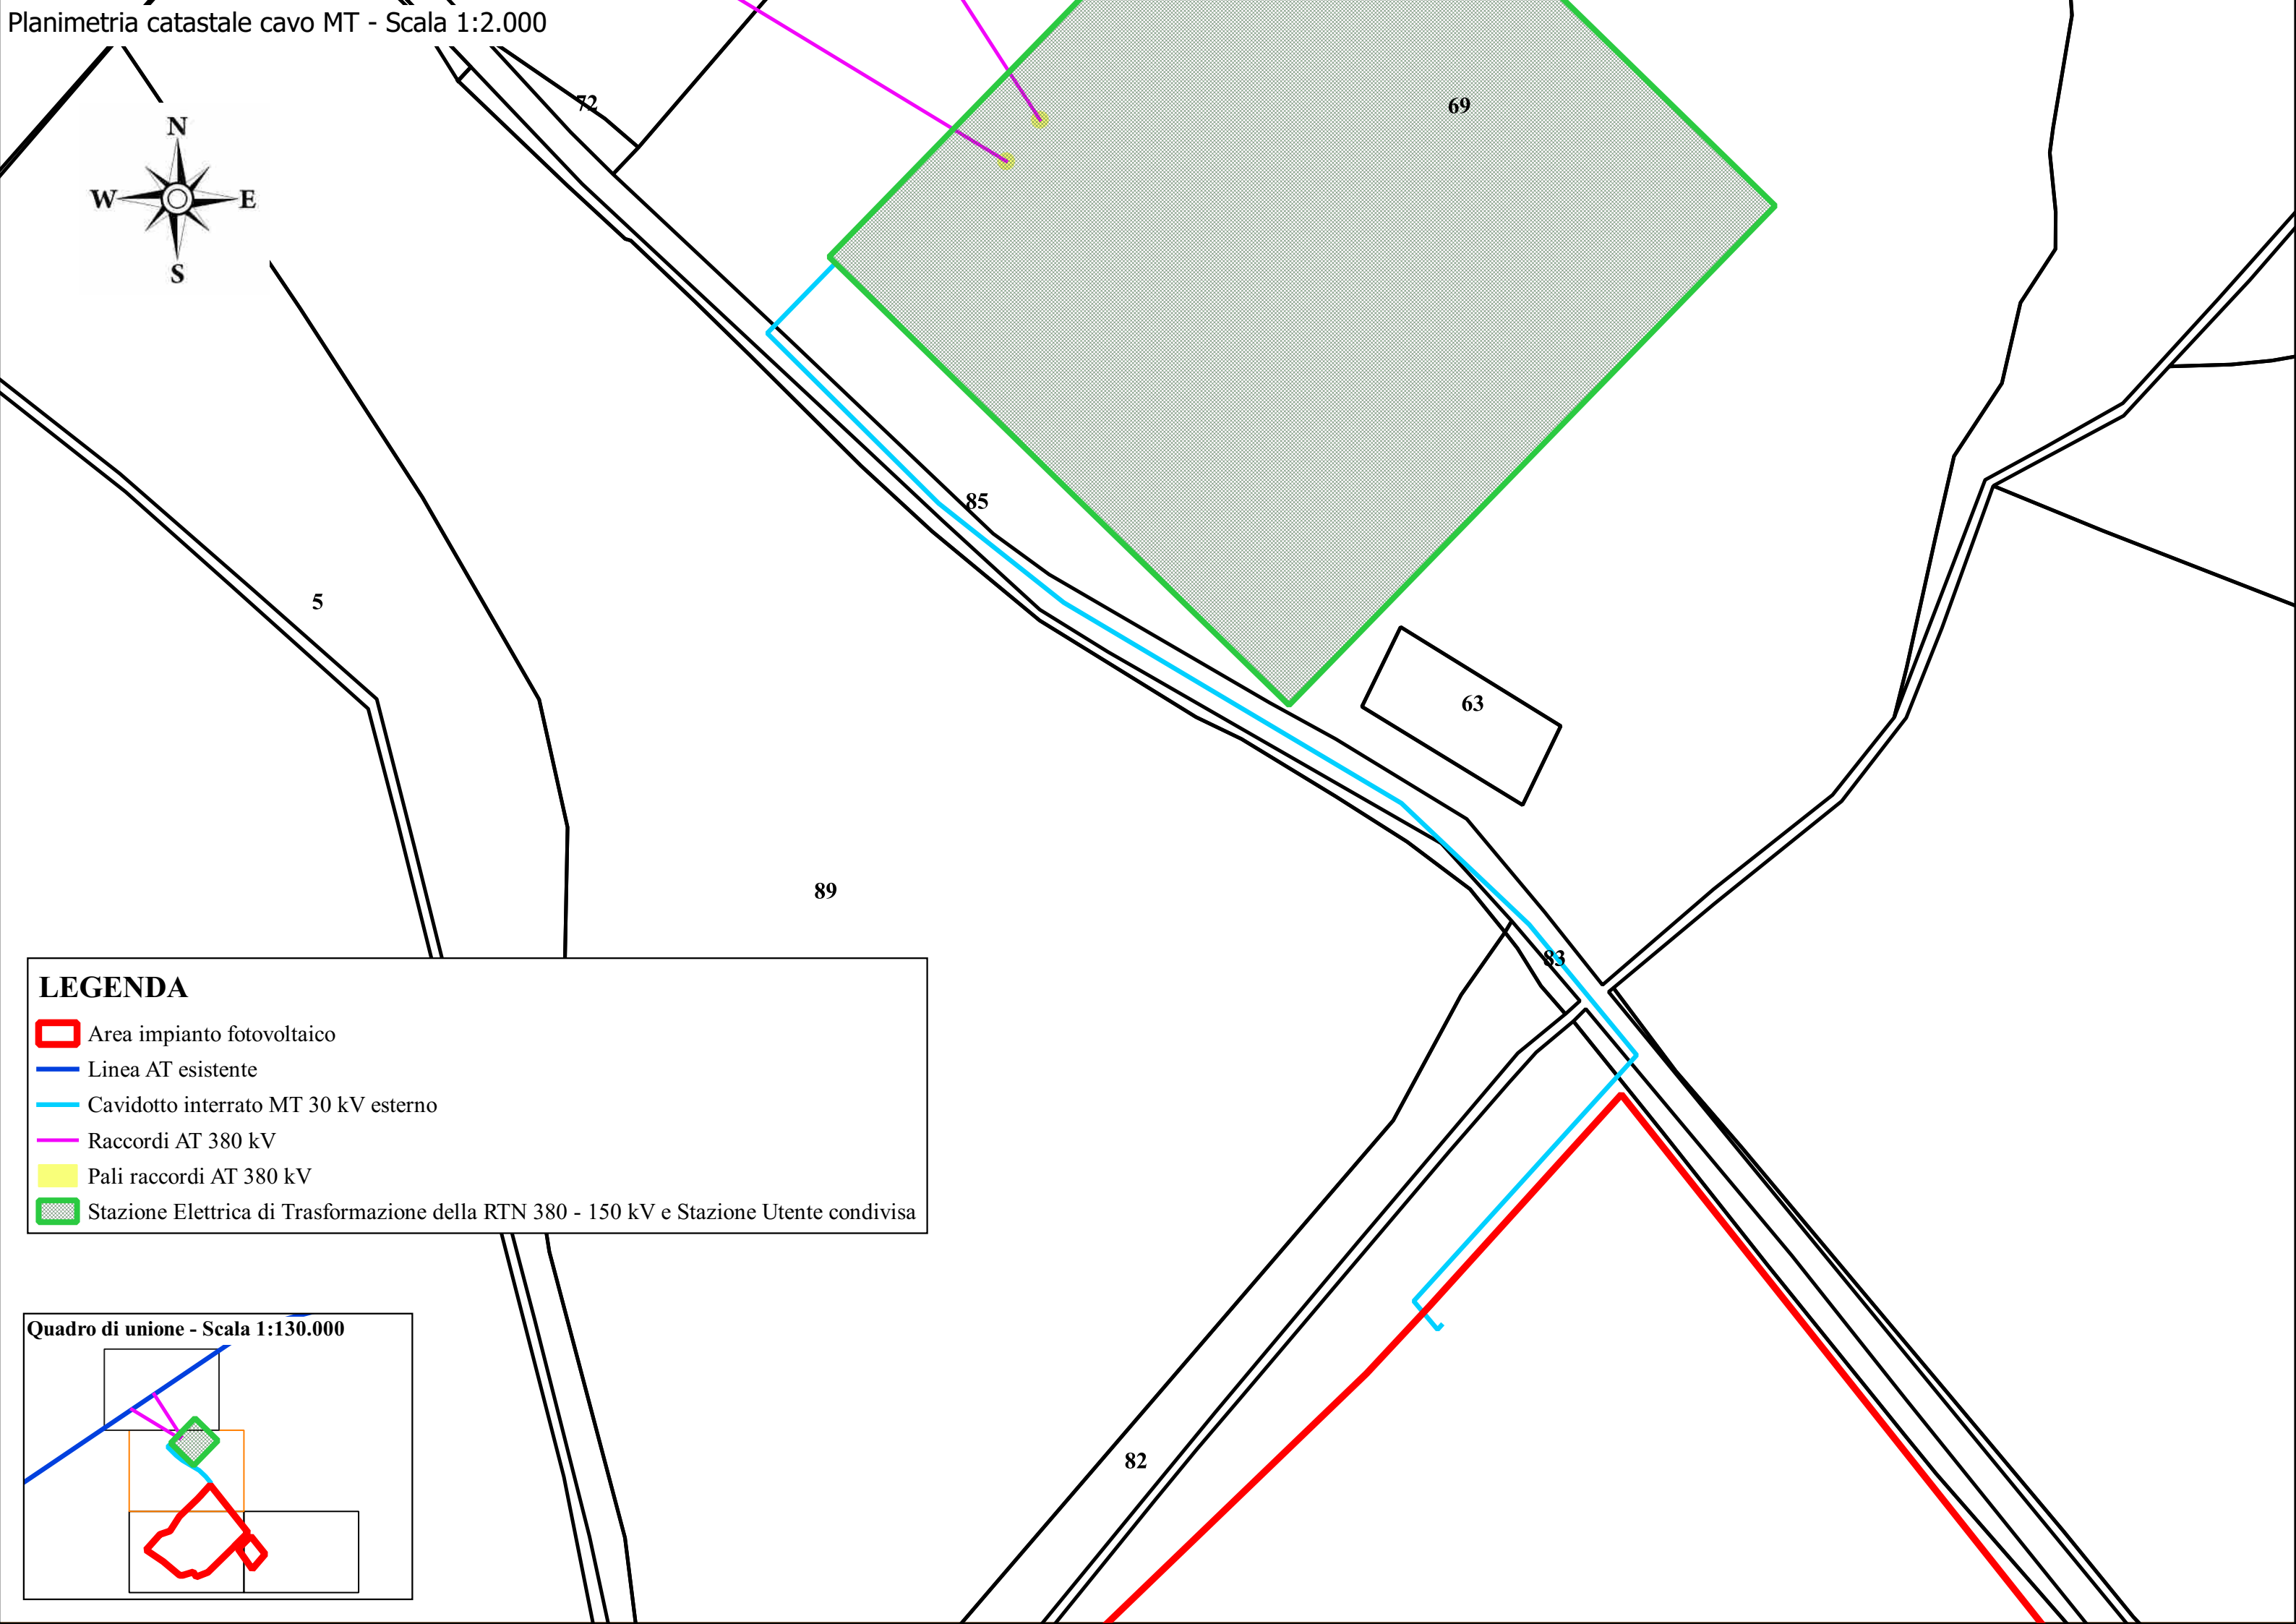 Planimetria catastale cavo MT - Scala 1:2.000
72
69
N
W
E
S
85
5
63
89
83
LEGENDA
Area impianto fotovoltaico
Linea AT esistente
Cavidotto interrato MT 30 kV esterno
Raccordi AT 380 kV
Pali raccordi AT 380 kV
Stazione Elettrica di Trasformazione della RTN 380 - 150 kV e Stazione Utente condivisa
Quadro di unione - Scala 1:130.000
82